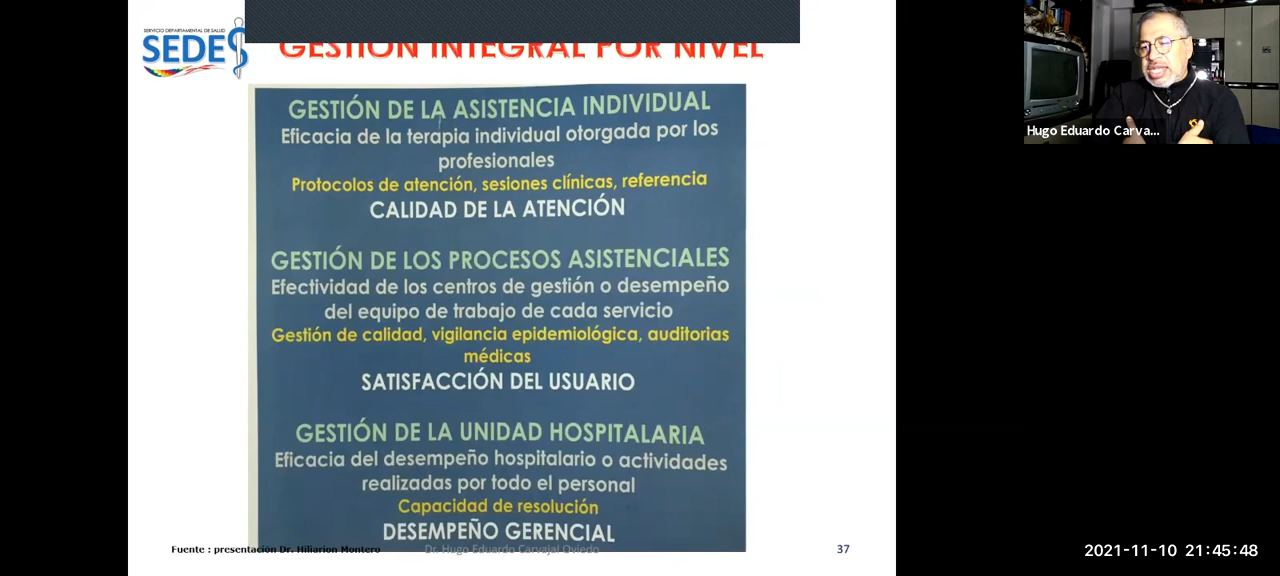 SERVICIO DEPARTAMENTAL DE SALUD
SEDES
GESTIÓN INTEGRAL POR NIVEL
GESTIÓN DE LA ASISTENCIA INDIVIDUAL
Eficacia de la terapia individual otorgada por los
profesionales
Protocolos de atención, sesiones clínicas, referencia
CALIDAD DE LA ATENCIÓN
GESTIÓN DE LOS PROCESOS ASISTENCIALES
Efectividad de los centros de gestión o desempeño
del equipo de trabajo de cada servicio
Gestión de calidad, vigilancia epidemiológica, auditorias
médicas
SATISFACCIÓN DEL USUARIO
GESTIÓN DE LA UNIDAD HOSPITALARIA
Eficacia del desempeño hospitalario o actividades
realizadas por todo el personal
Capacidad de resolución
DESEMPEÑO GERENCIAL
Fuente : presentación Dr. Hiliarion Montero
Dr. Hugo Eduardo Carvajal Oviedo
37
Hugo Eduardo Carva...
2021-11-10 21:45:48